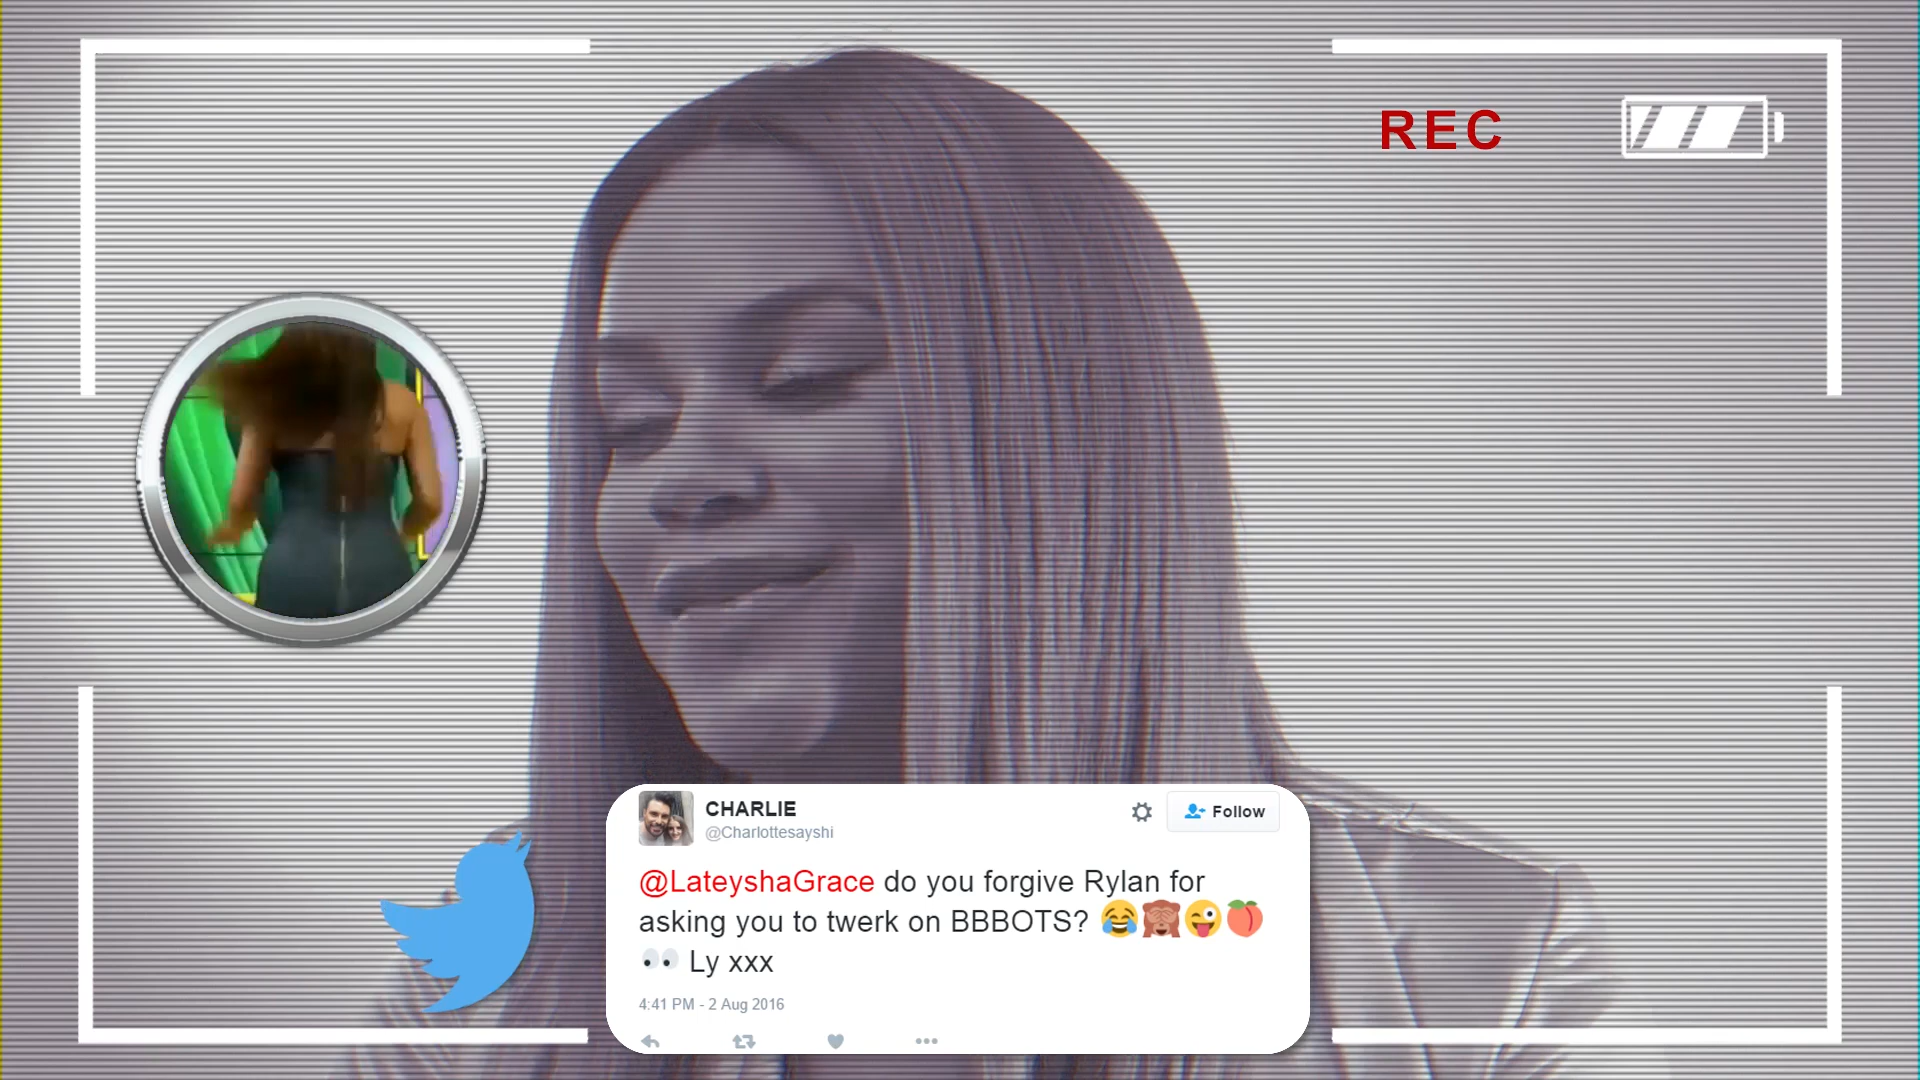 REC
CHARLIE
@Charlottesayshi
Follow
@LateyshaGrace do you forgive Rylan for
asking you to twerk on BBBOTS? 😂🙈😜🍑
👀 Ly xxx
4:41 PM - 2 Aug 2016